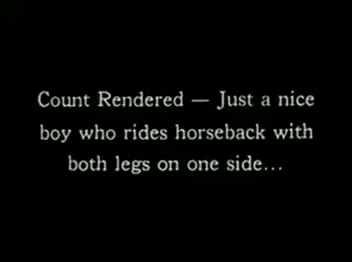 Count Rendered — Just a nice
boy who rides horseback with
both legs on one side...